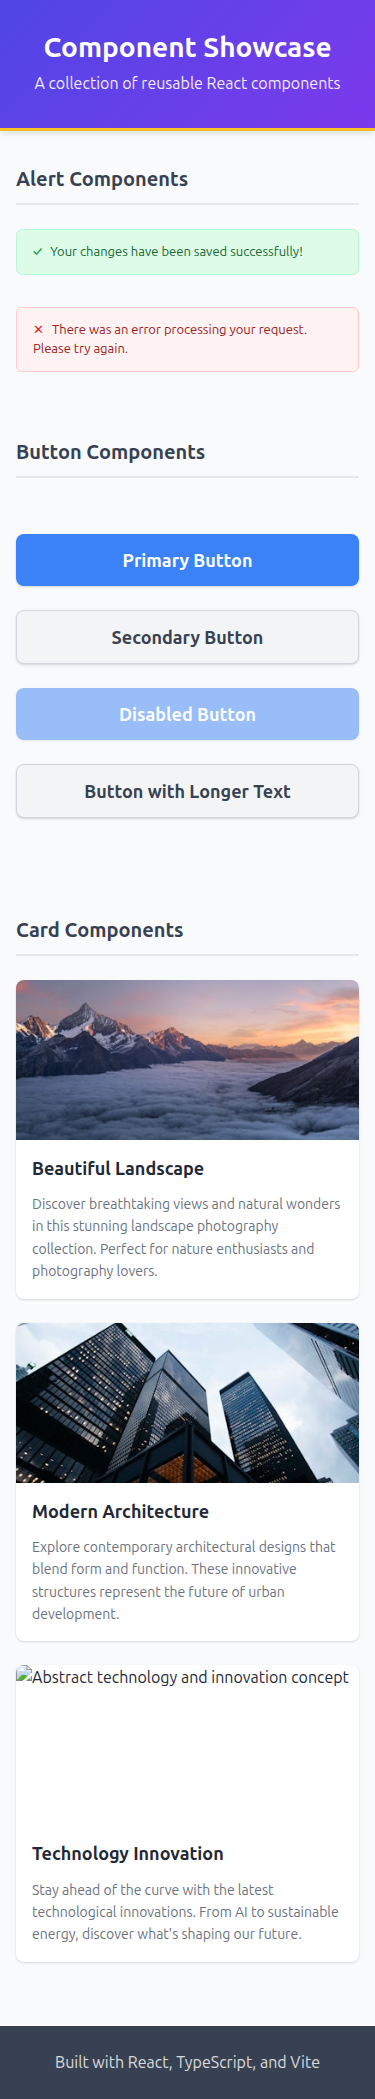 Component Showcase
A collection of reusable React components
Alert Components
✓ Your changes have been saved successfully!
✕ There was an error processing your request.
Please try again.
Button Components
Primary Button
Secondary Button
Disabled Button
Button with Longer Text
Card Components
Beautiful Landscape
Discover breathtaking views and natural wonders
in this stunning landscape photography
collection. Perfect for nature enthusiasts and
photography lovers.
Modern Architecture
Explore contemporary architectural designs that
blend form and function. These innovative
structures represent the future of urban
development.
Abstract technology and innovation concept
Technology Innovation
Stay ahead of the curve with the latest
technological innovations. From AI to sustainable
energy, discover what's shaping our future.
Built with React, TypeScript, and Vite